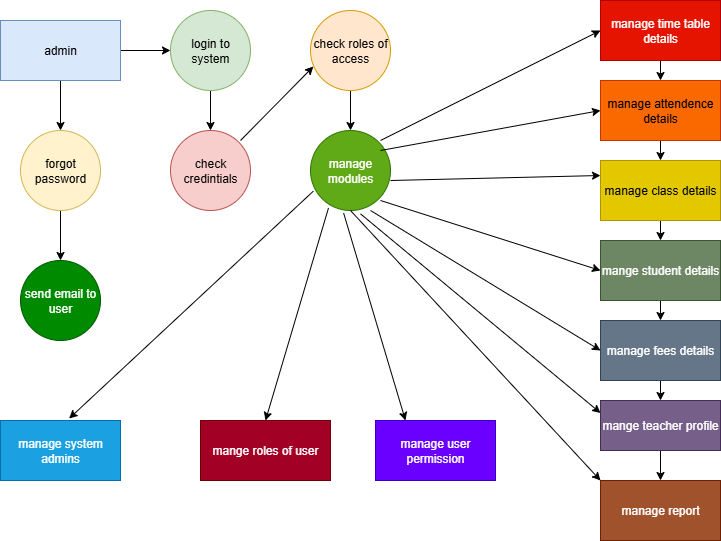 admin
login to
system
check roles of
access
manage time table
details
manage attendence
details
forgot
password
check
credintials
manage
modules
manage class details
send email to
user
mange student details
manage fees details
manage system
admins
mange roles of user
manage user
permission
mange teacher profile
manage report